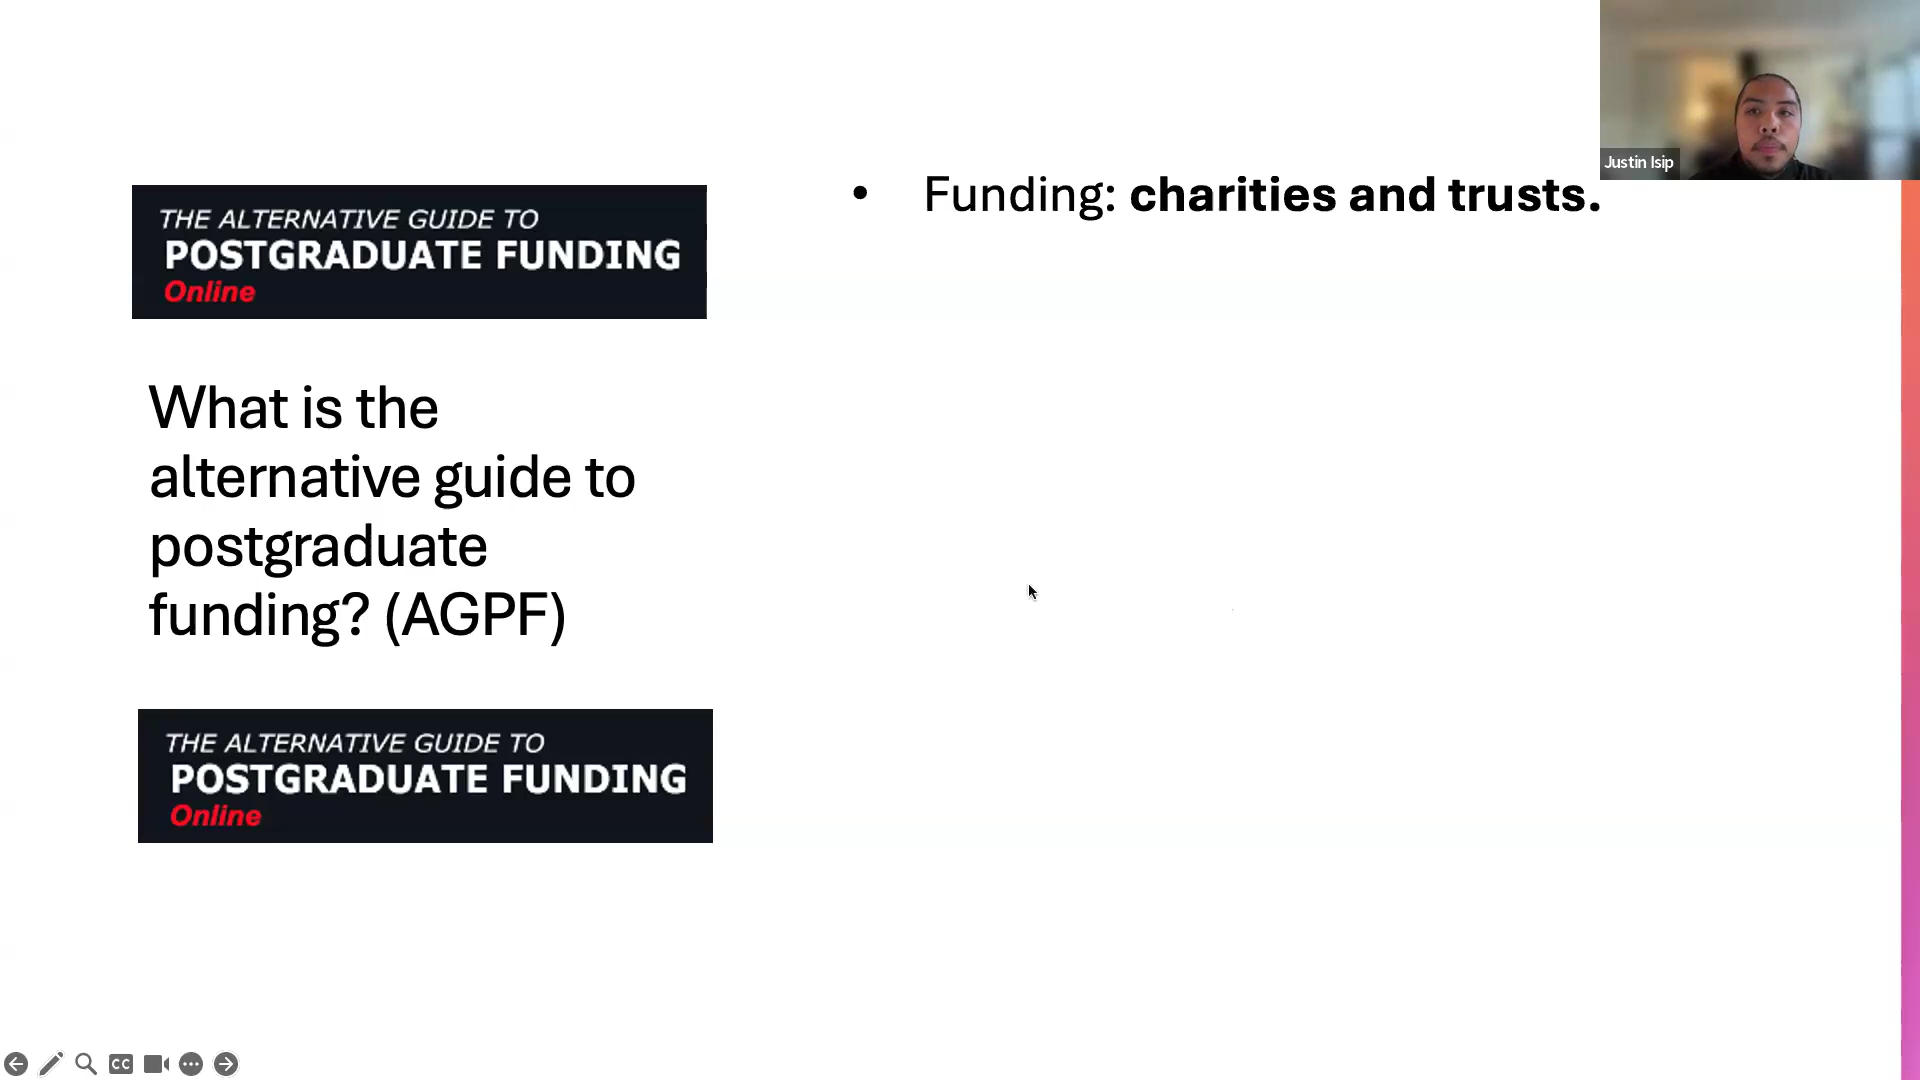 THE ALTERNATIVE GUIDE TO
POSTGRADUATE FUNDING
Online
What is the
alternative guide to
postgraduate
funding? (AGPF)
THE ALTERNATIVE GUIDE TO
POSTGRADUATE FUNDING
Online
• Funding: charities and trusts.
Justin Isip
CC